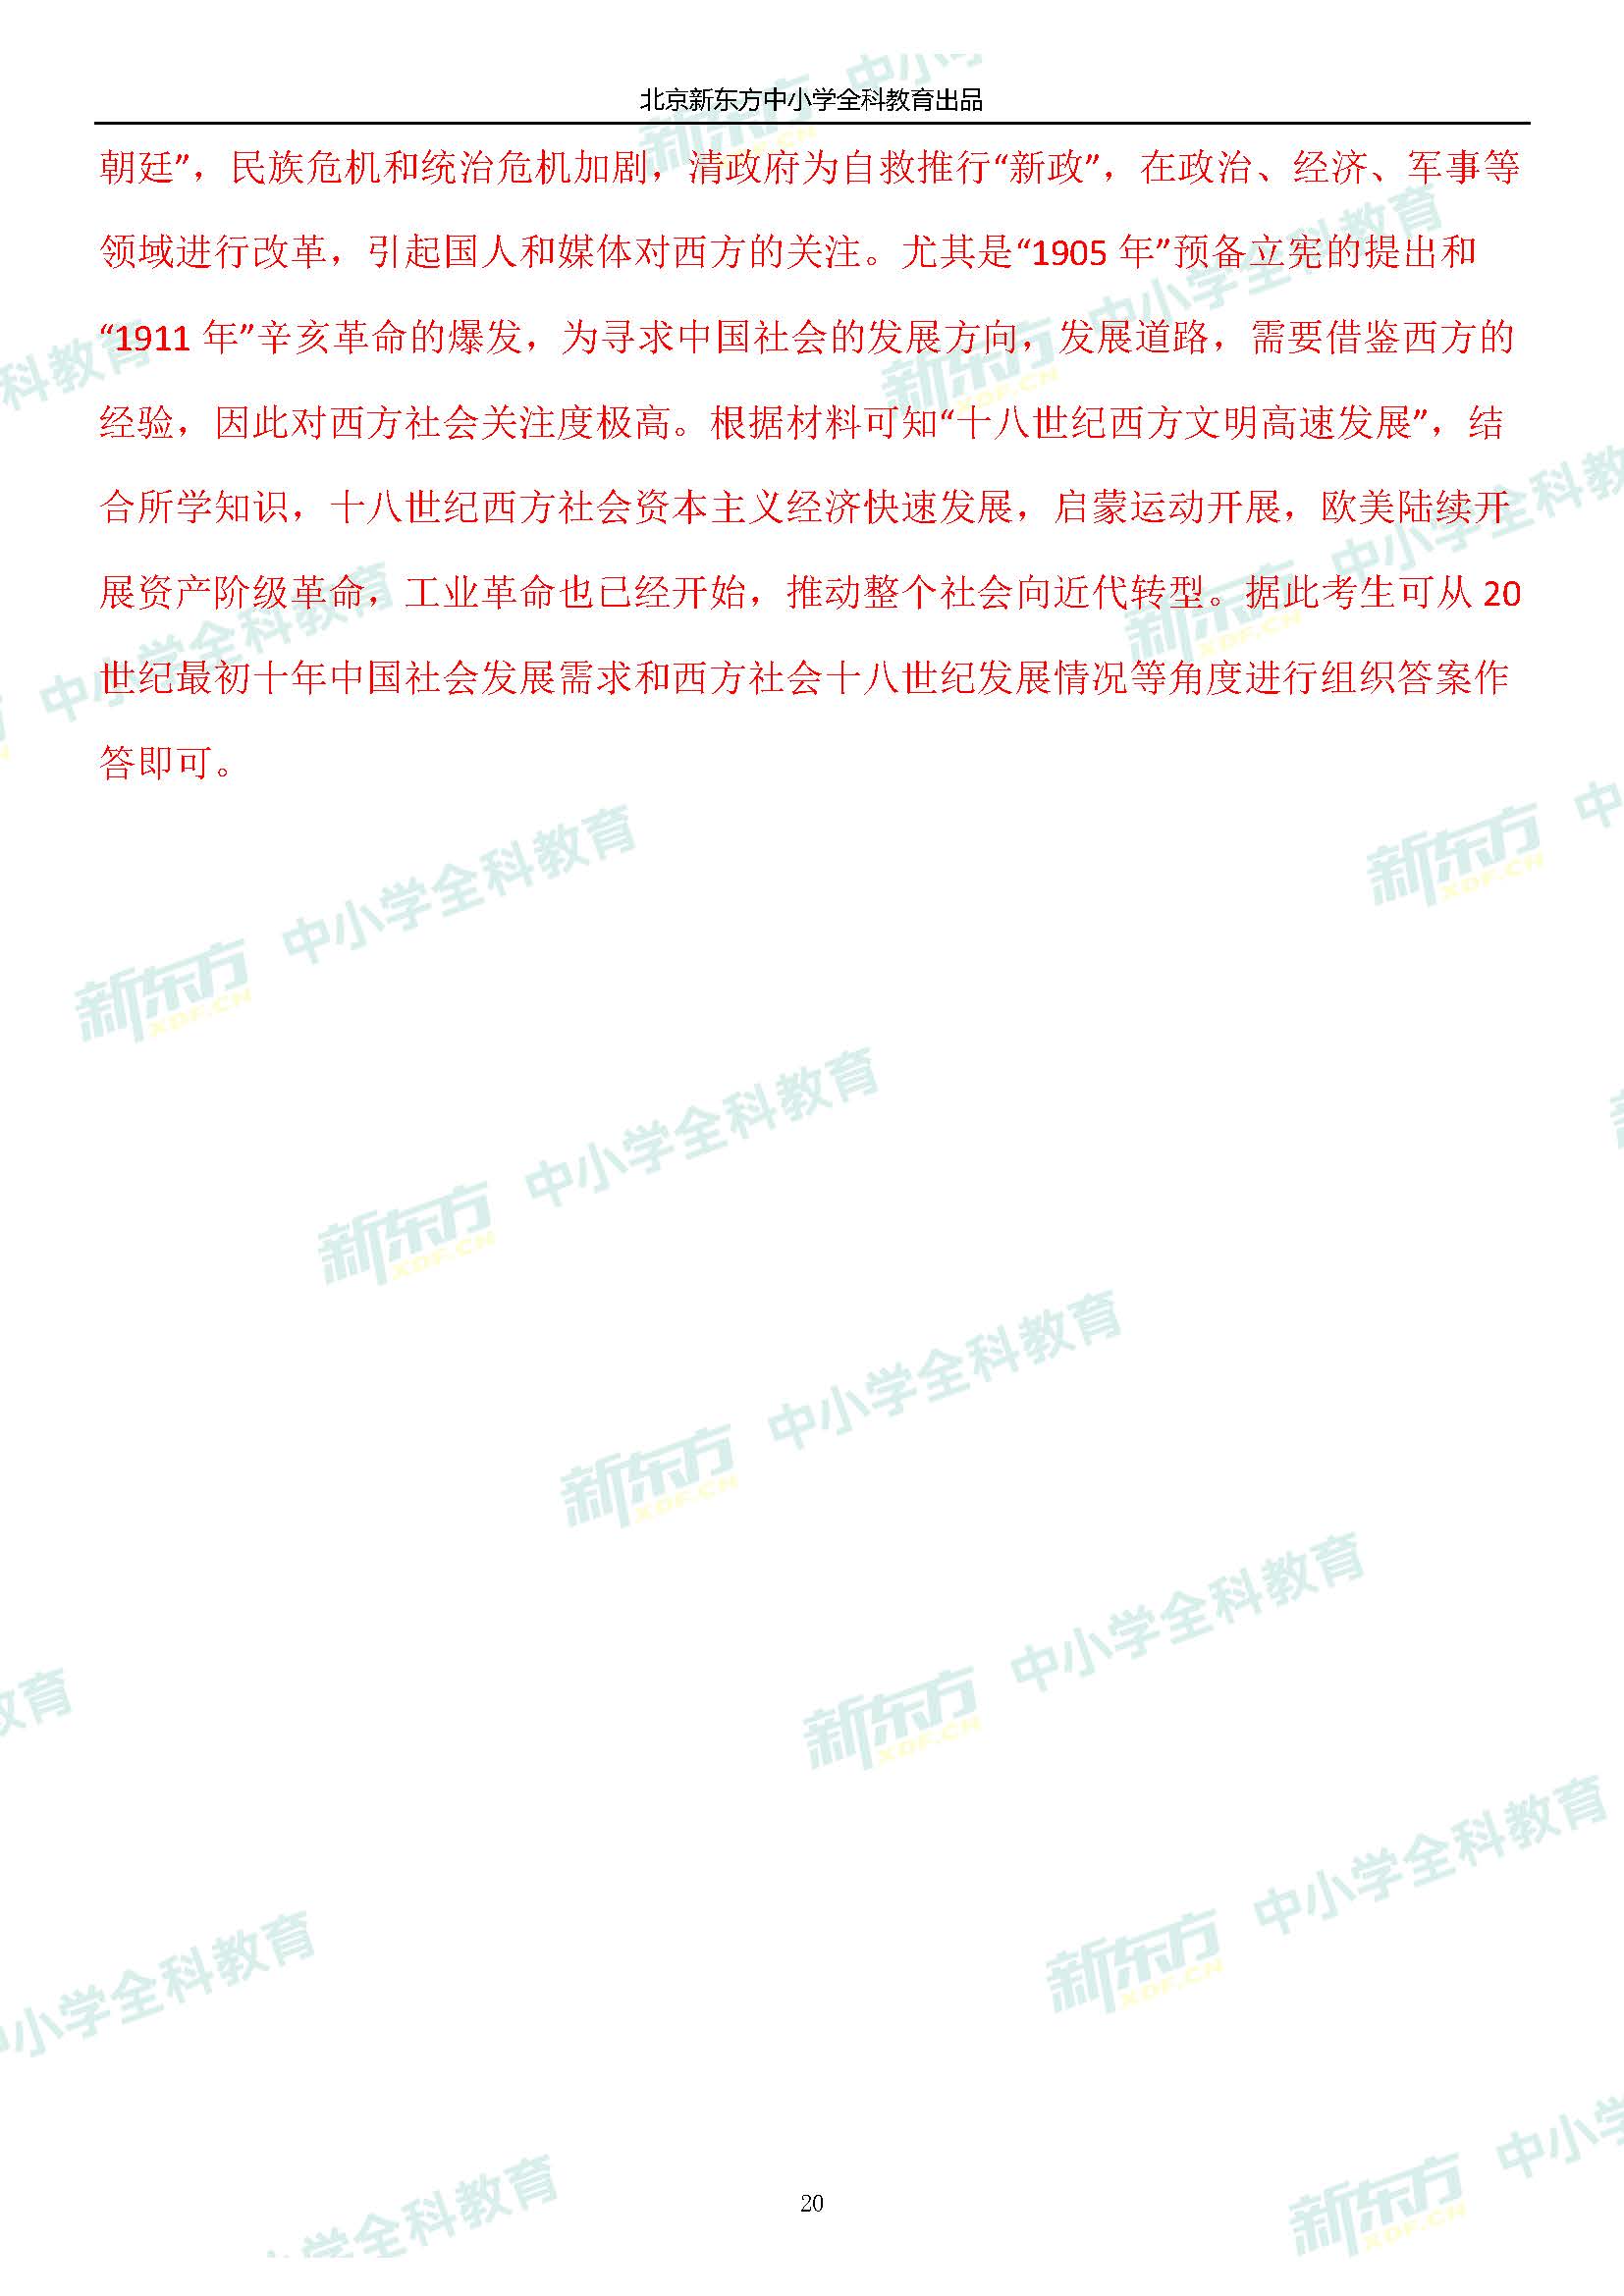 北京新东方中小学全科教育出品
朝廷”，民族危机和统治危机加剧，清政府为自救推行“新政”，在政治、经济、军事等
领域进行改革，引起国人和媒体对西方的关注。尤其是“1905 年”预备立宪的提出和
“1911 年”辛亥革命的爆发，为寻求中国社会的发展方向，发展道路，需要借鉴西方的
经验，因此对西方社会关注度极高。根据材料可知“十八世纪西方文明高速发展”，结
合所学知识，十八世纪西方社会资本主义经济快速发展，启蒙运动开展，欧美陆续开
展资产阶级革命，工业革命也已经开始，推动整个社会向近代转型。据此考生可从 20
世纪最初十年中国社会发展需求和西方社会十八世纪发展情况等角度进行组织答案作
答即可。
新东方 XDF.CN 中小学全科教育
20